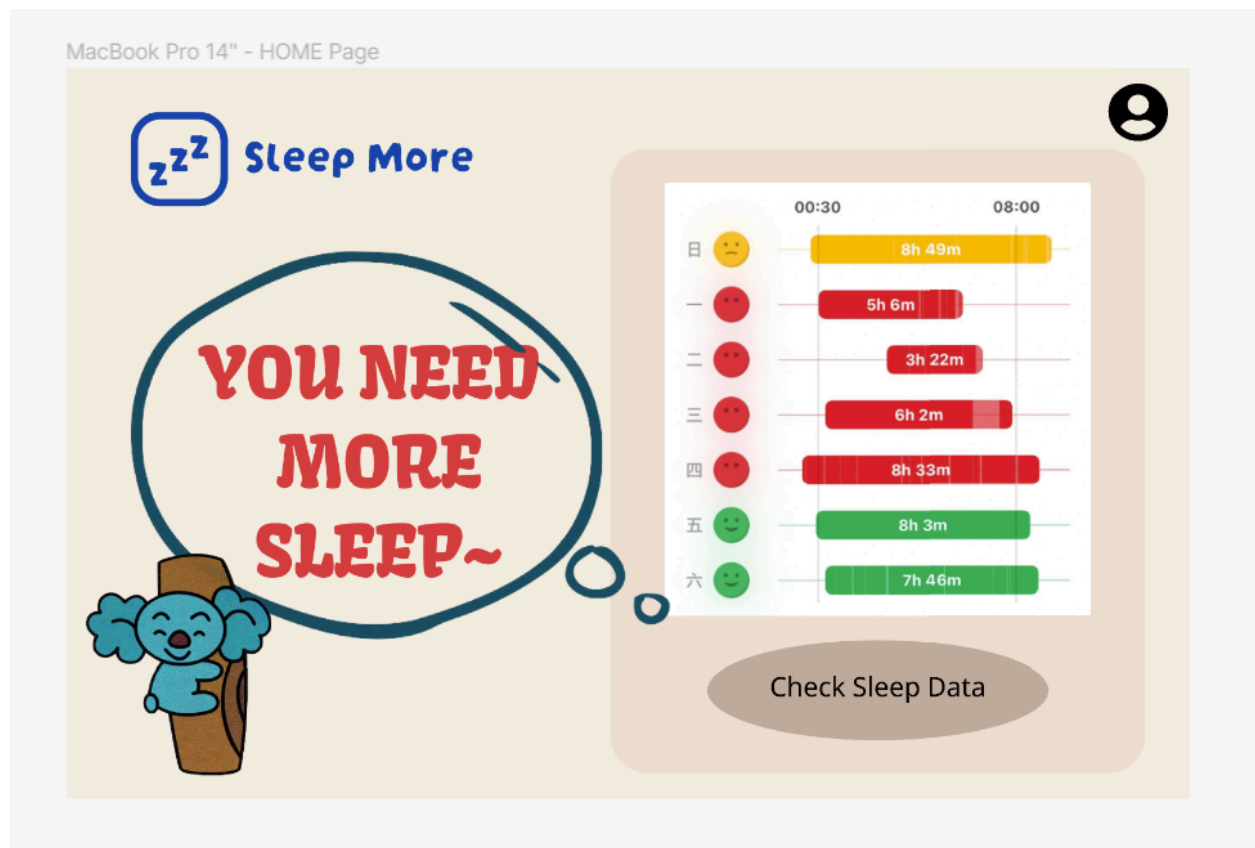 MacBook Pro 14" - HOME Page
zzz Sleep More
YOU NEED
MORE
SLEEP~
00:30 08:00
日 8h 49m
一 5h 6m
二 3h 22m
三 6h 2m
四 8h 33m
五 8h 3m
六 7h 46m
Check Sleep Data